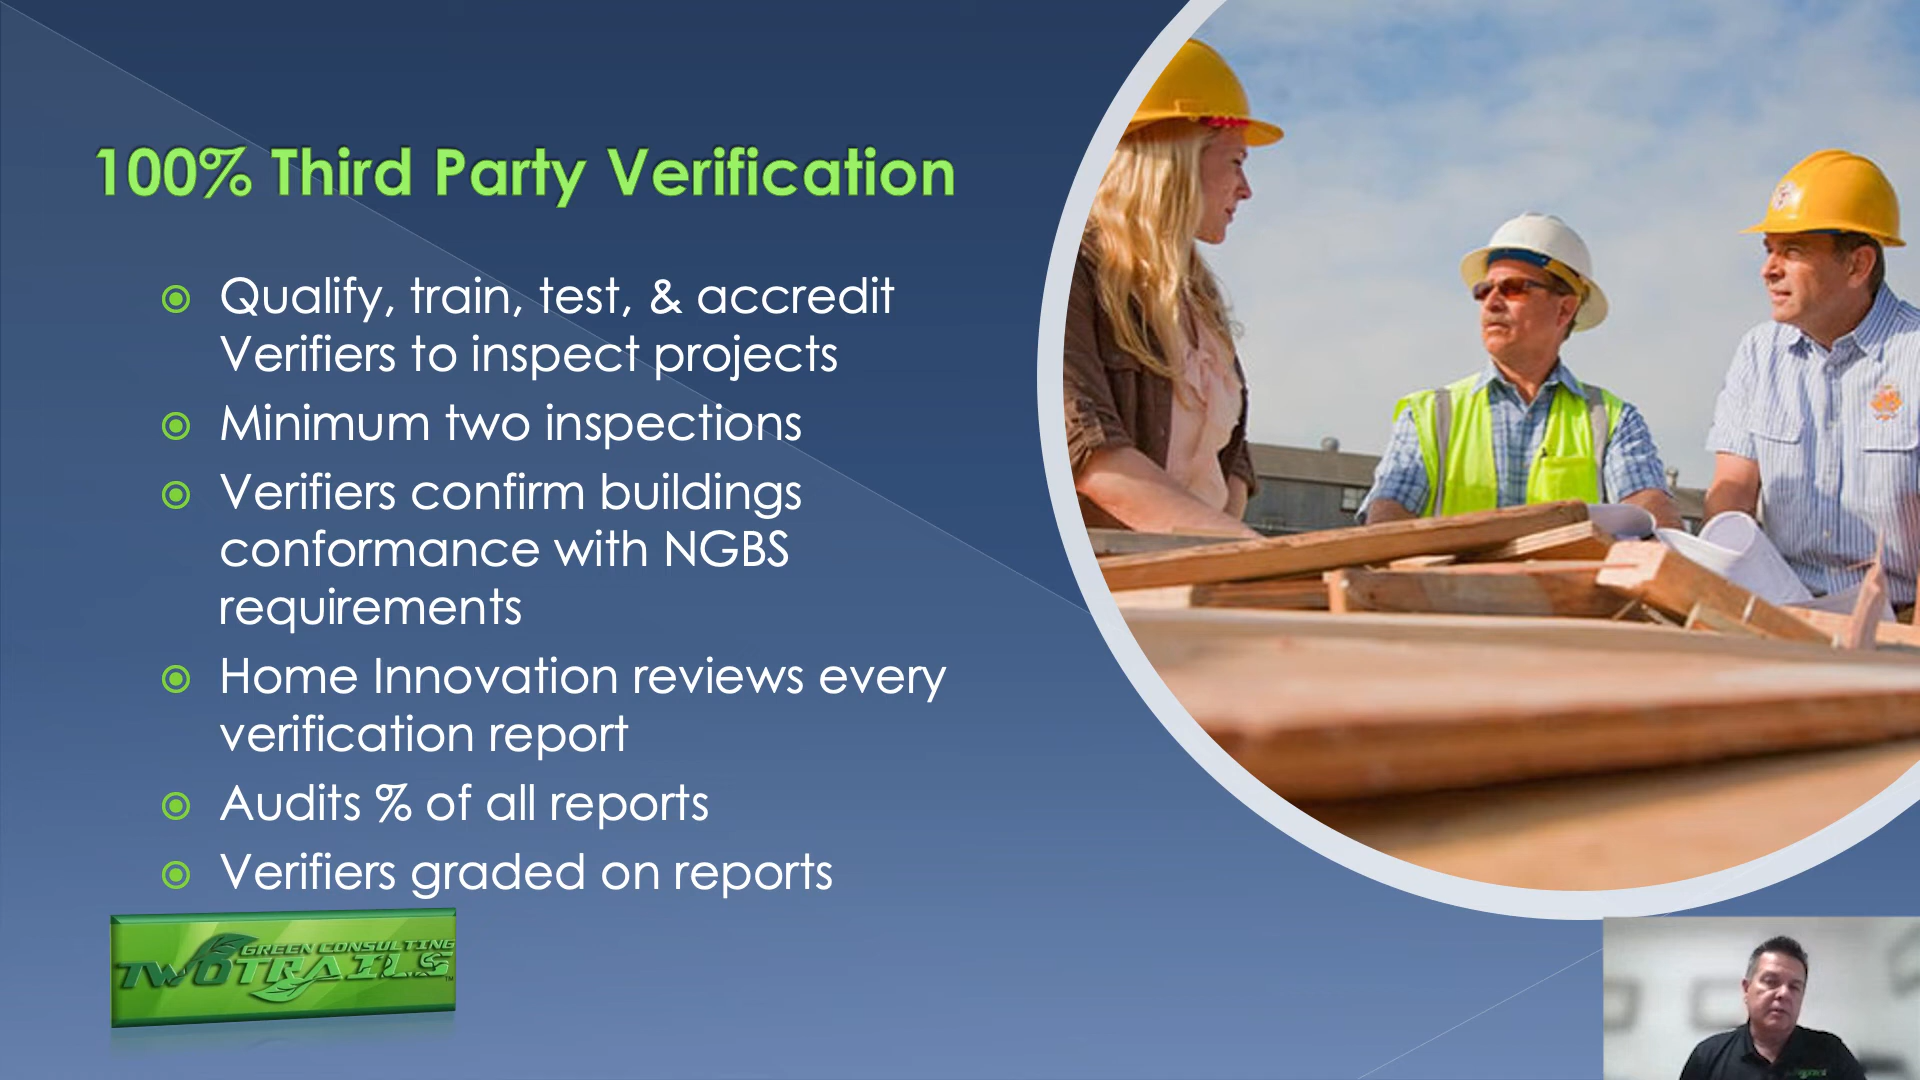 100% Third Party Verification
Qualify, train, test, & accredit
Verifiers to inspect projects
Minimum two inspections
Verifiers confirm buildings
conformance with NGBS
requirements
Home Innovation reviews every
verification report
Audits % of all reports
Verifiers graded on reports
GREEN CONSULTING
TWOTRAILS™